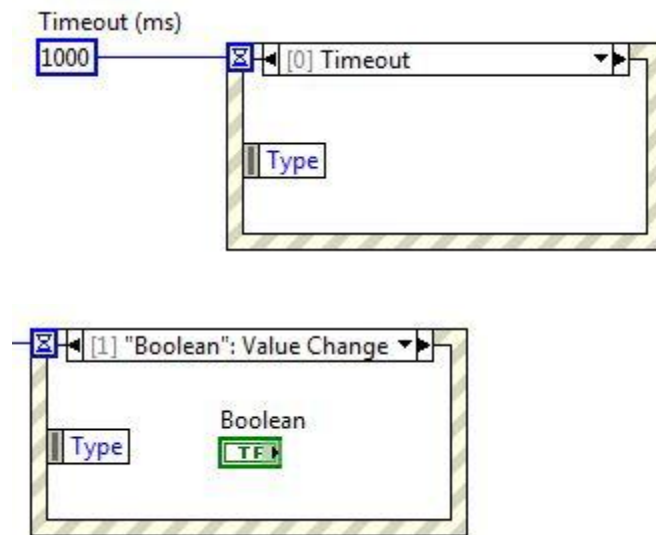 Timeout (ms)
1000
[0] Timeout
Type
[1] "Boolean": Value Change
Type
Boolean
TF